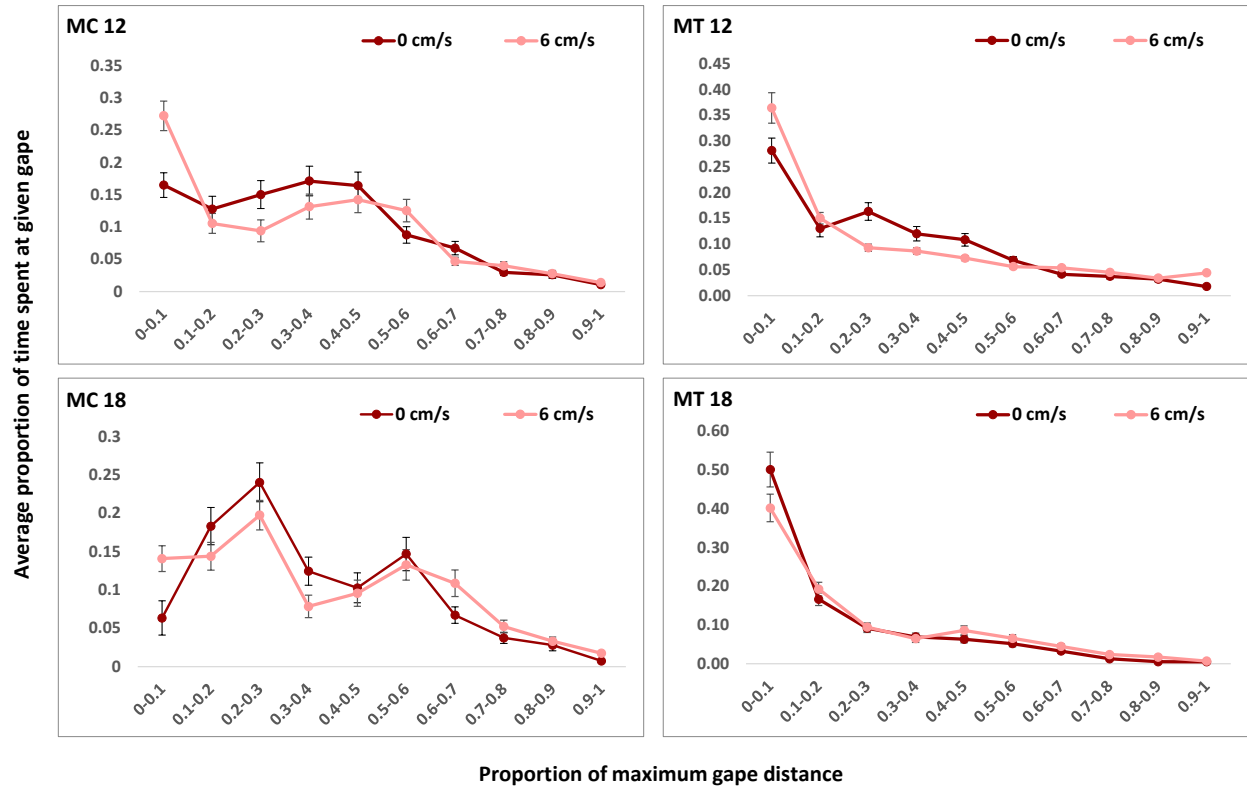 Average proportion of time spent at given gape
MC 12
0 cm/s 6 cm/s
0.35
0.3
0.25
0.2
0.15
0.1
0.05
0
0-0.1 0.1-0.2 0.2-0.3 0.3-0.4 0.4-0.5 0.5-0.6 0.6-0.7 0.7-0.8 0.8-0.9 0.9-1
MT 12
0 cm/s 6 cm/s
0.45
0.40
0.35
0.30
0.25
0.20
0.15
0.10
0.05
0.00
0-0.1 0.1-0.2 0.2-0.3 0.3-0.4 0.4-0.5 0.5-0.6 0.6-0.7 0.7-0.8 0.8-0.9 0.9-1
MC 18
0 cm/s 6 cm/s
0.3
0.25
0.2
0.15
0.1
0.05
0
0-0.1 0.1-0.2 0.2-0.3 0.3-0.4 0.4-0.5 0.5-0.6 0.6-0.7 0.7-0.8 0.8-0.9 0.9-1
MT 18
0 cm/s 6 cm/s
0.60
0.50
0.40
0.30
0.20
0.10
0.00
0-0.1 0.1-0.2 0.2-0.3 0.3-0.4 0.4-0.5 0.5-0.6 0.6-0.7 0.7-0.8 0.8-0.9 0.9-1
Proportion of maximum gape distance